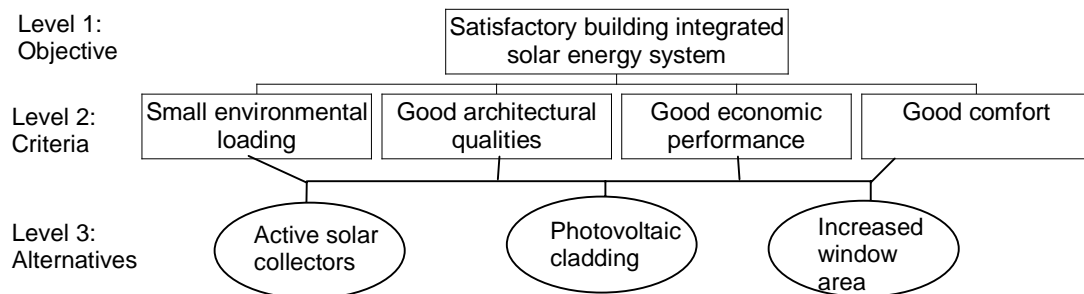 Level 1:
Objective
Satisfactory building integrated
solar energy system
Level 2:
Criteria
Small environmental
loading
Good architectural
qualities
Good economic
performance
Good comfort
Level 3:
Alternatives
Active solar
collectors
Photovoltaic
cladding
Increased
window
area